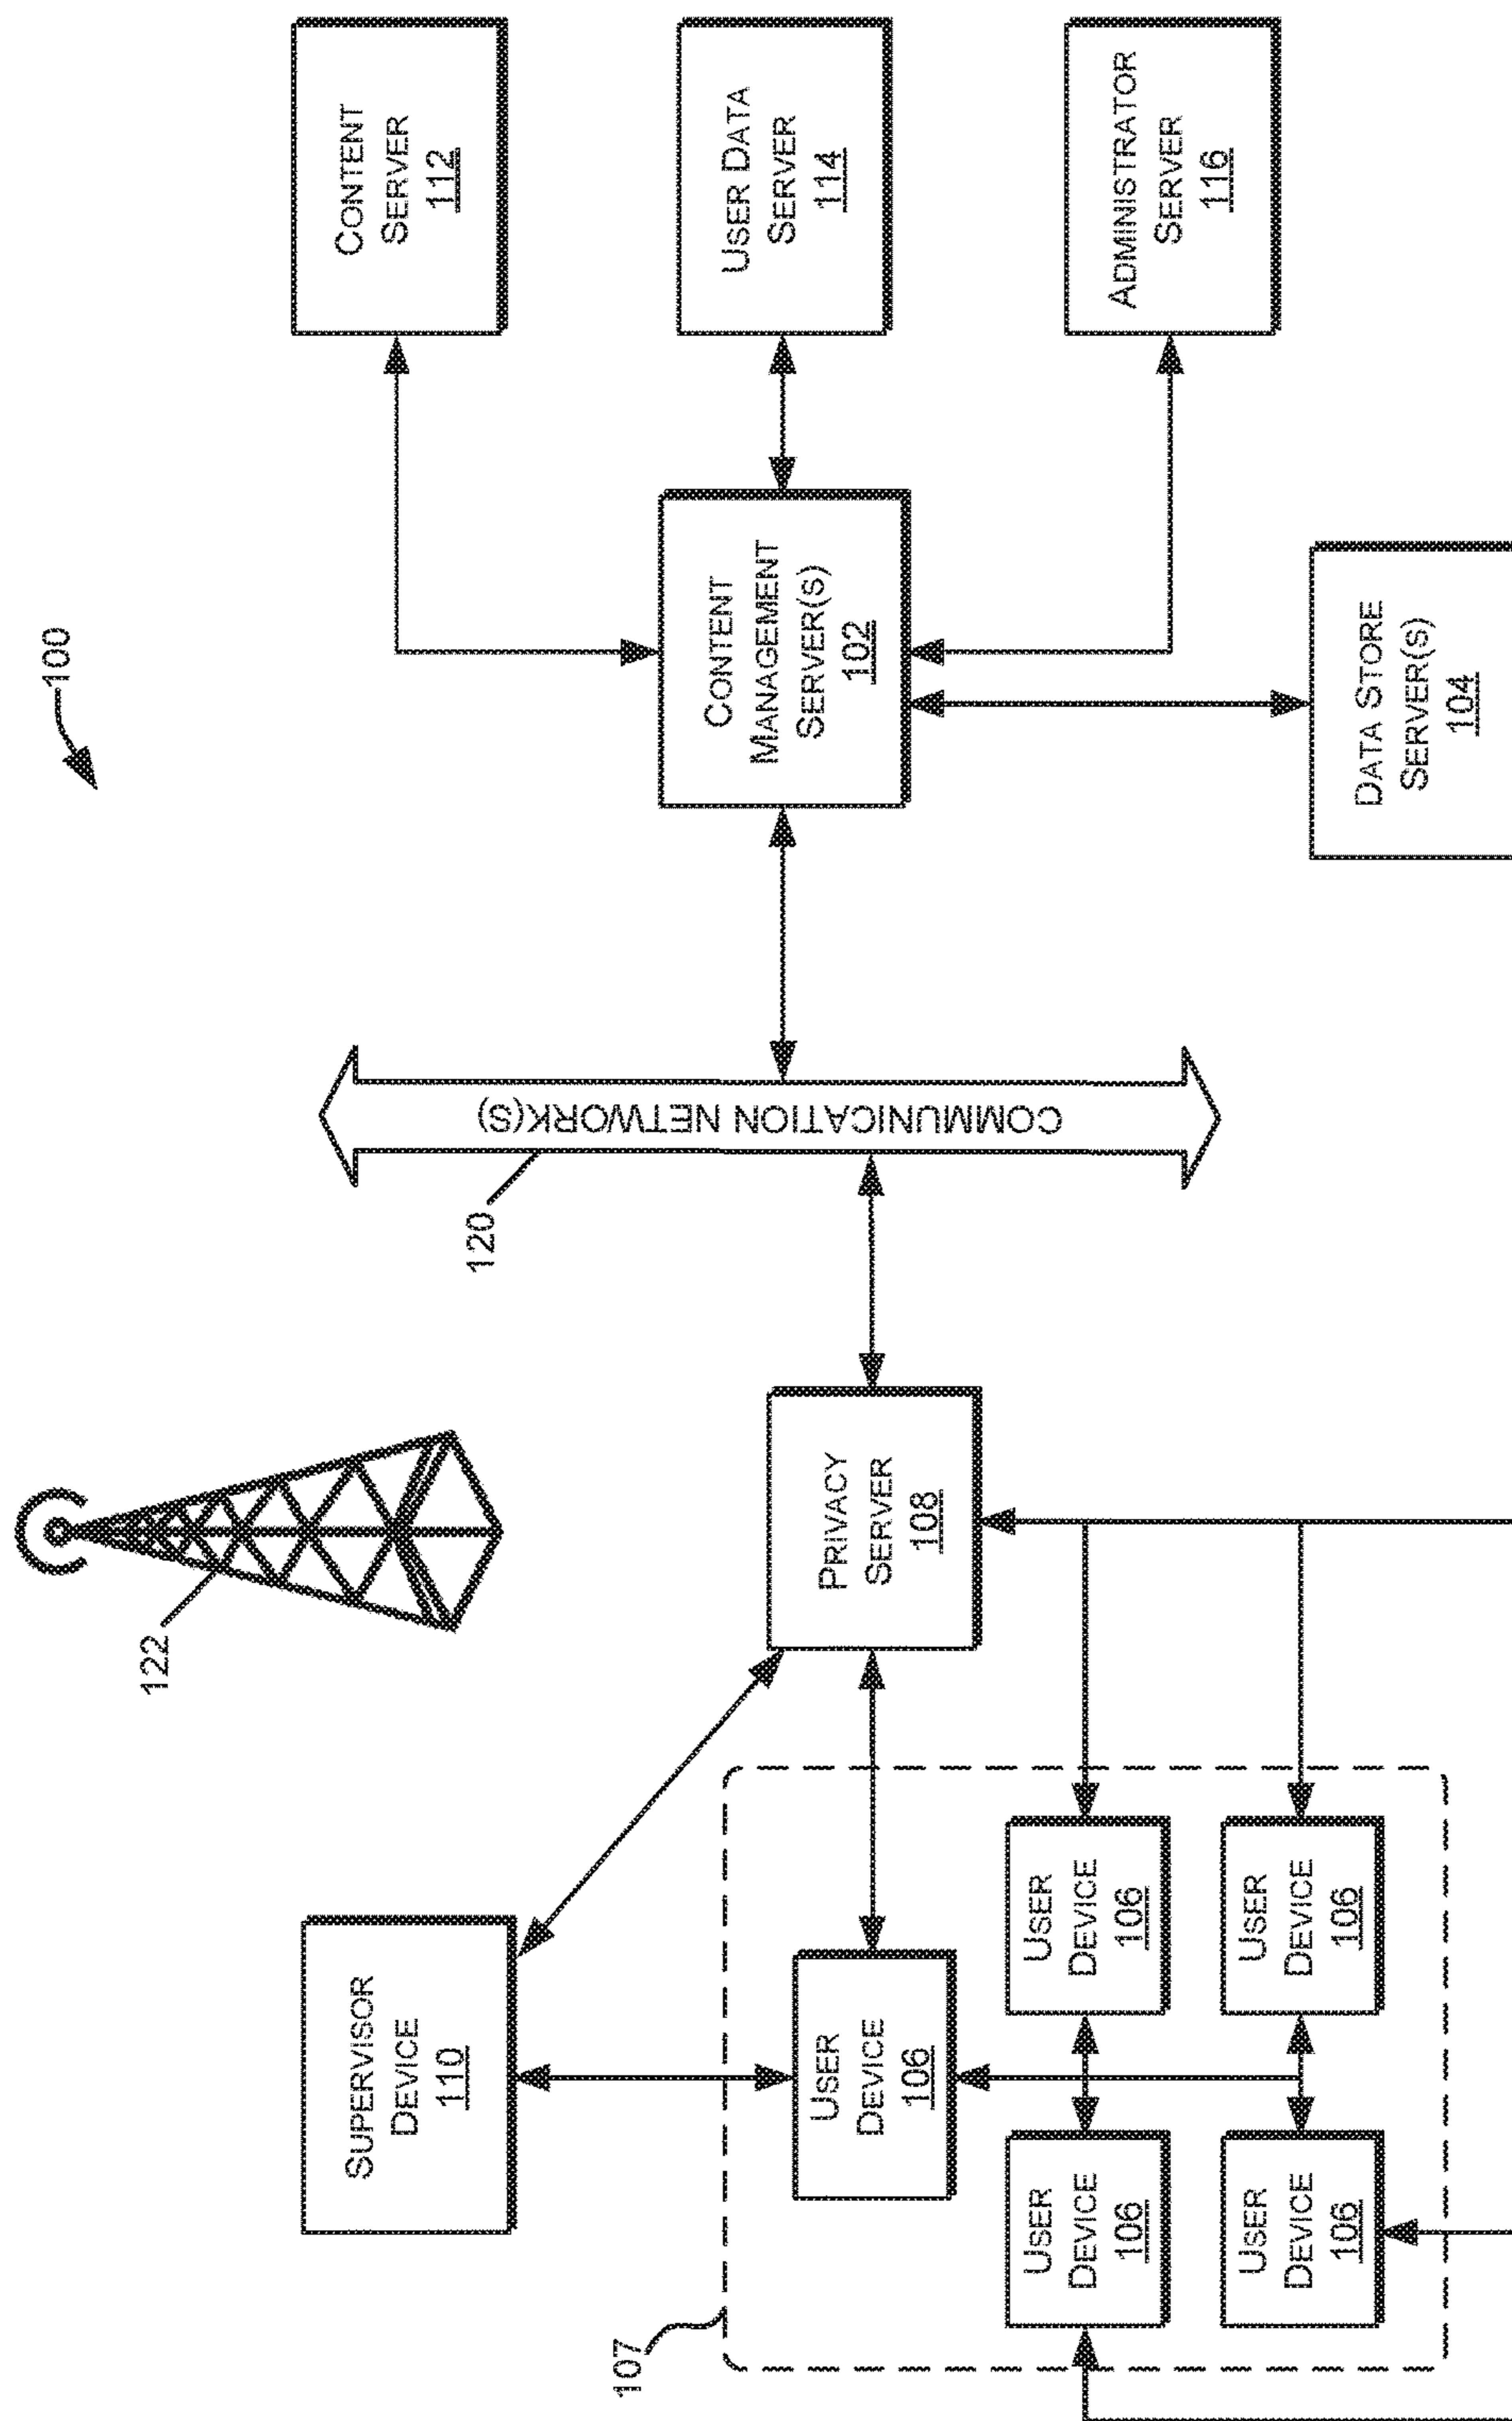 100
122
SUPERVISOR
DEVICE
110
120
COMMUNICATION NETWORK(S)
CONTENT
SERVER
112
107
USER
DEVICE
106
PRIVACY
SERVER
108
CONTENT
MANAGEMENT
SERVER(S)
102
USER DATA
SERVER
114
USER
DEVICE
106
USER
DEVICE
106
ADMINISTRATOR
SERVER
116
USER
DEVICE
106
USER
DEVICE
106
DATA STORE
SERVER(S)
104